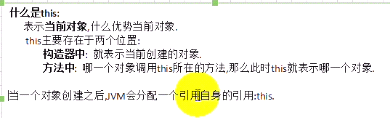 什么是this:
表示当前对象,什么优势当前对象.
this主要存在于两个位置:
构造器中: 就表示当前创建的对象.
方法中: 哪一个对象调用this所在的方法,那么此时this就表示哪一个对象.
当一个对象创建之后,JVM会分配一个引用自身的引用:this.